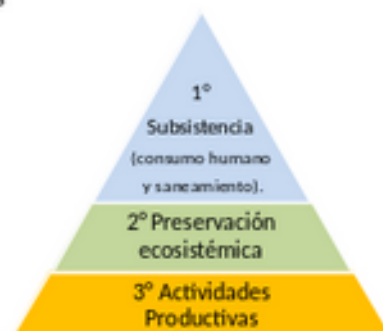 1°
Subsistencia
(consumo humano
y saneamiento).
2° Preservación
ecosistémica
3° Actividades
Productivas